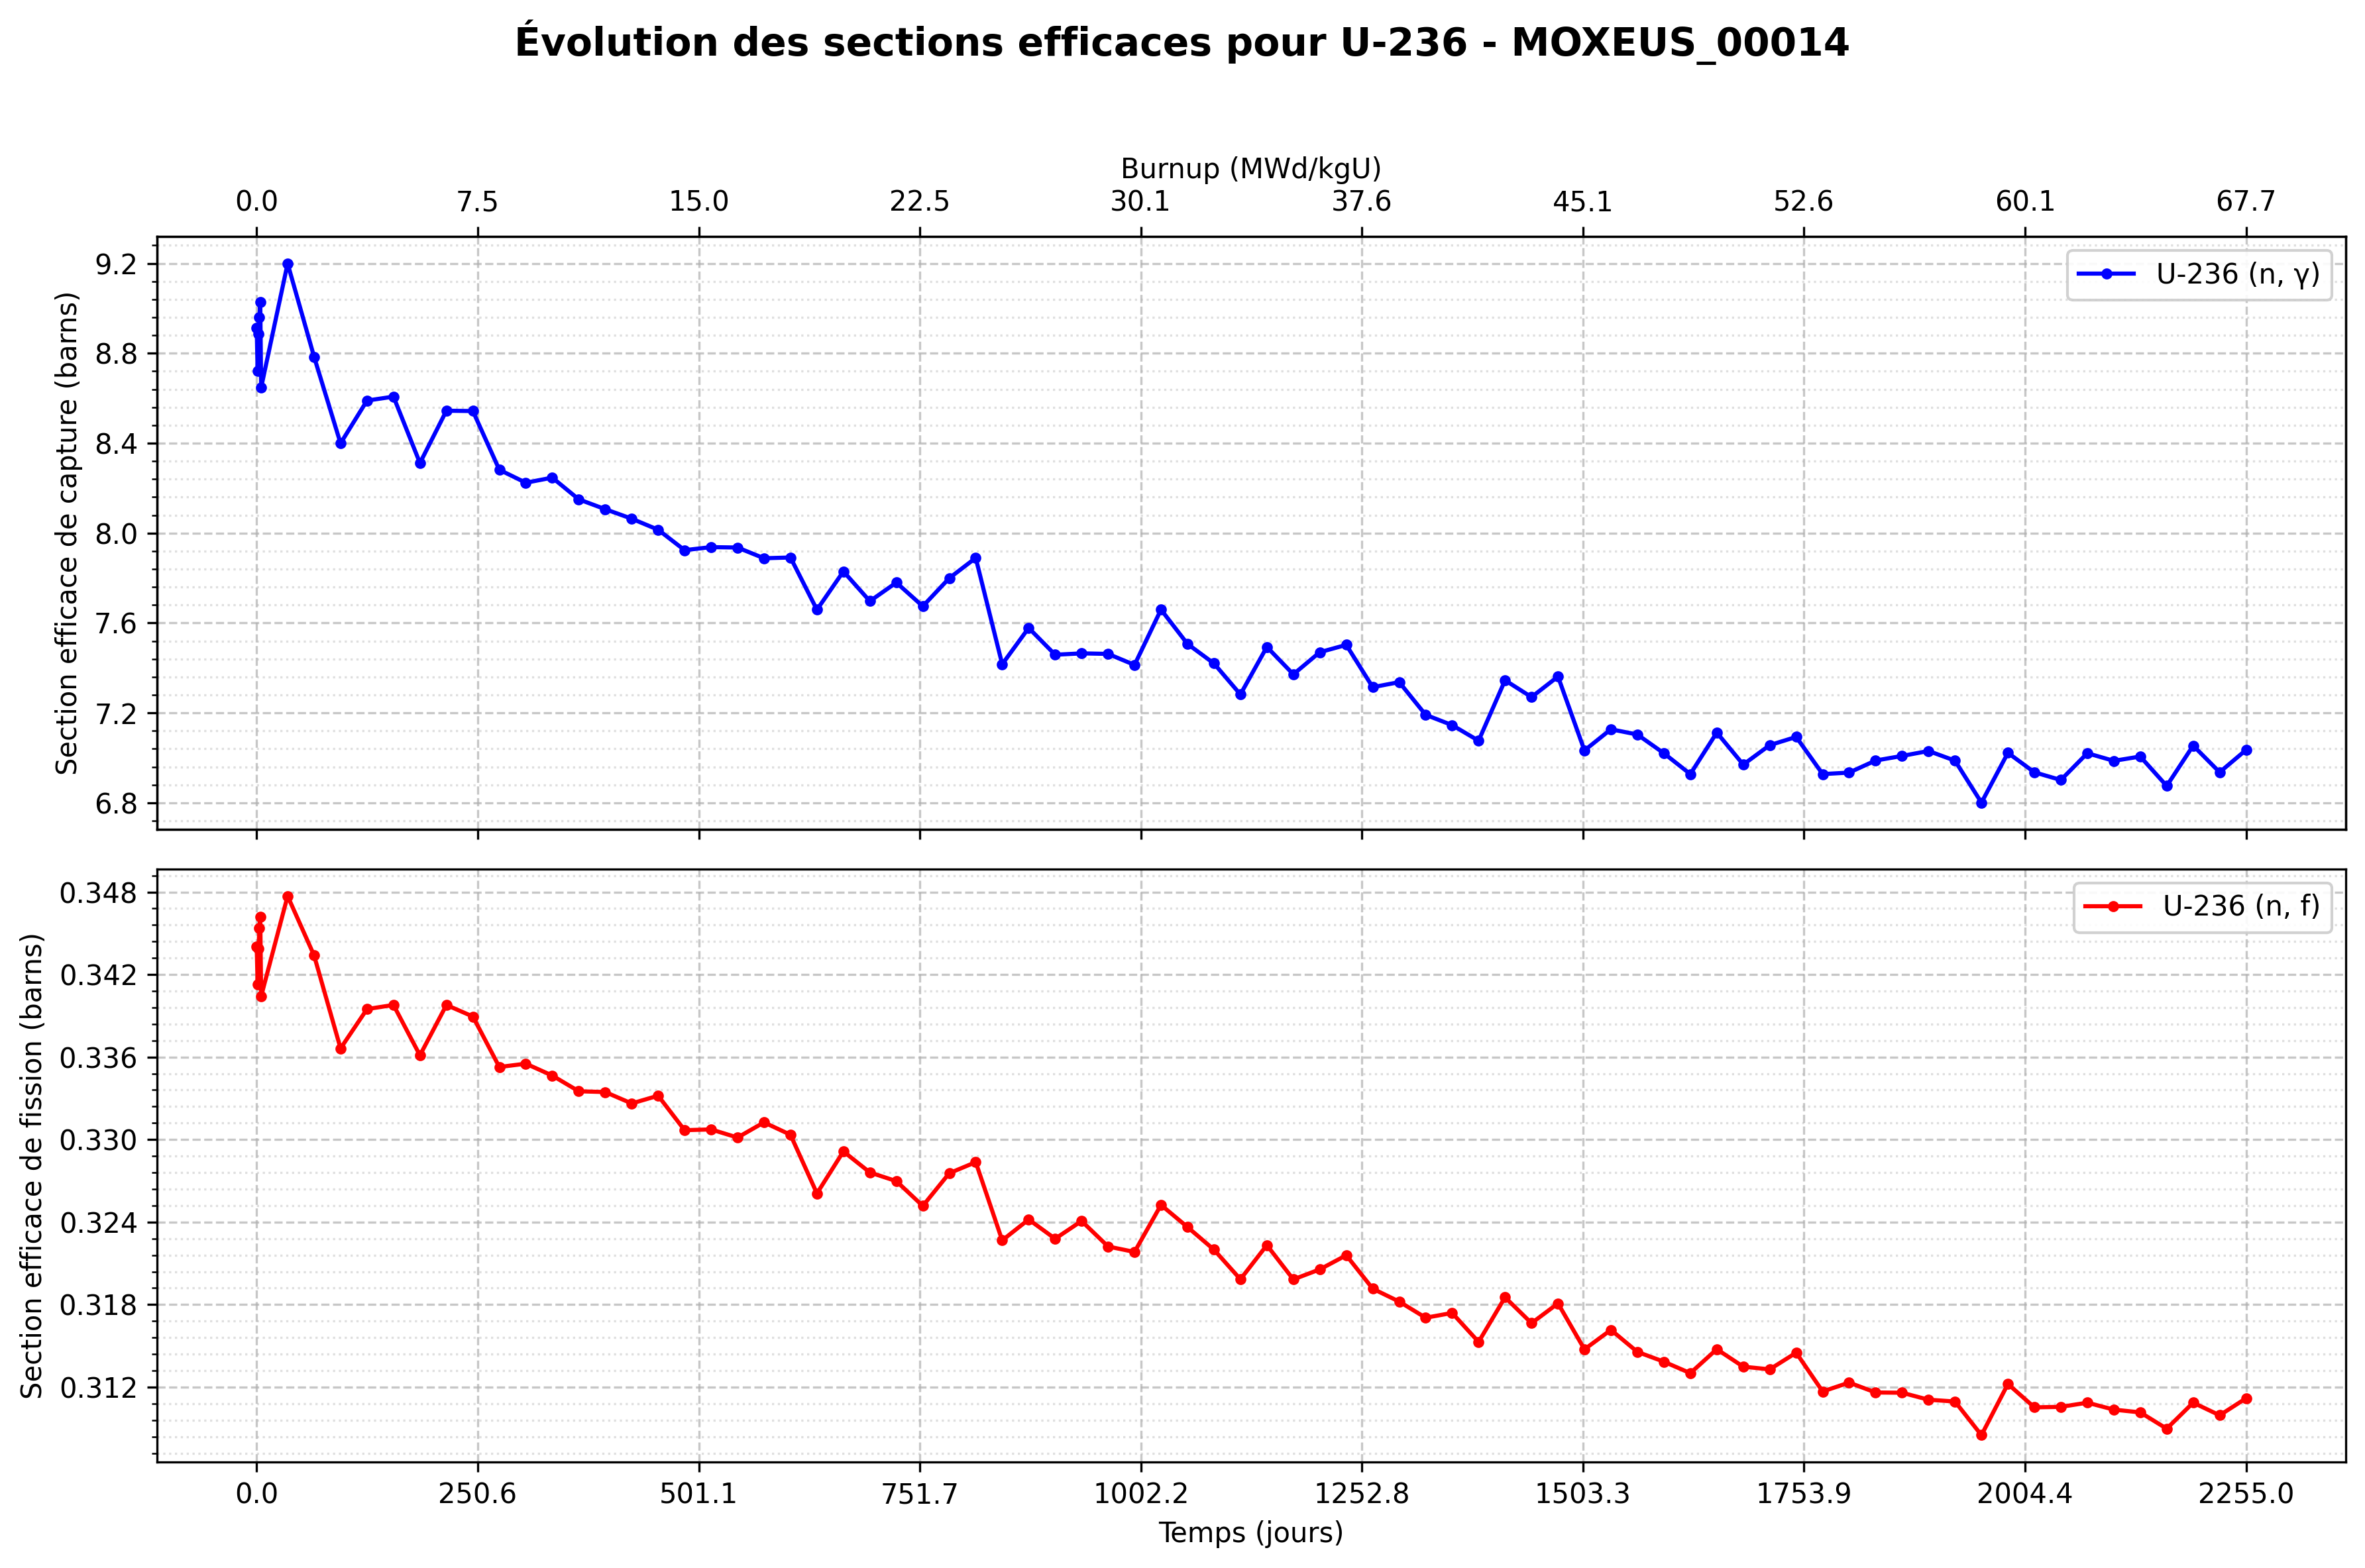 Évolution des sections efficaces pour U-236 - MOXEUS_00014
Burnup (MWd/kgU)
0.0 7.5 15.0 22.5 30.1 37.6 45.1 52.6 60.1 67.7
Section efficace de capture (barns)
9.2
8.8
8.4
8.0
7.6
7.2
6.8
U-236 (n, γ)
Section efficace de fission (barns)
0.348
0.342
0.336
0.330
0.324
0.318
0.312
U-236 (n, f)
0.0 250.6 501.1 751.7 1002.2 1252.8 1503.3 1753.9 2004.4 2255.0
Temps (jours)